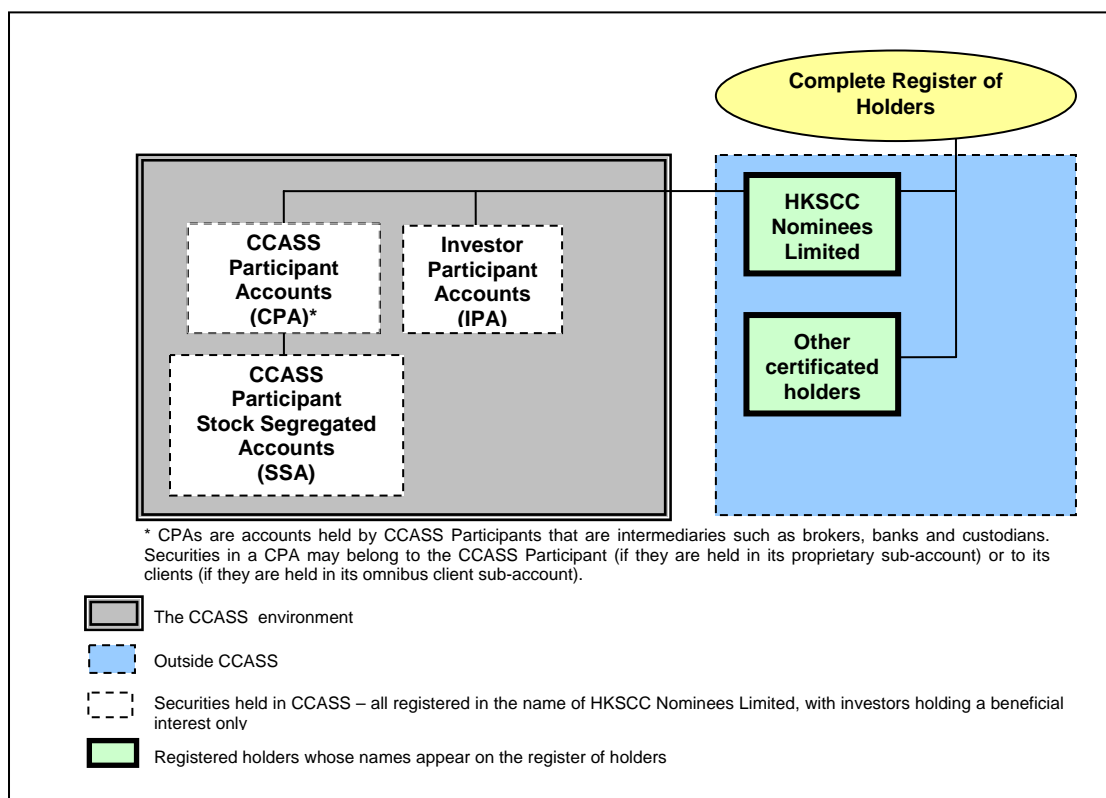 Complete Register of
Holders
HKSCC
Nominees
Limited
CCASS
Participant
Accounts
(CPA)*
Investor
Participant
Accounts
(IPA)
Other
certificated
holders
CCASS
Participant
Stock Segregated
Accounts
(SSA)
* CPAs are accounts held by CCASS Participants that are intermediaries such as brokers, banks and custodians.
Securities in a CPA may belong to the CCASS Participant (if they are held in its proprietary sub-account) or to its
clients (if they are held in its omnibus client sub-account).
The CCASS environment
Outside CCASS
Securities held in CCASS – all registered in the name of HKSCC Nominees Limited, with investors holding a beneficial
interest only
Registered holders whose names appear on the register of holders